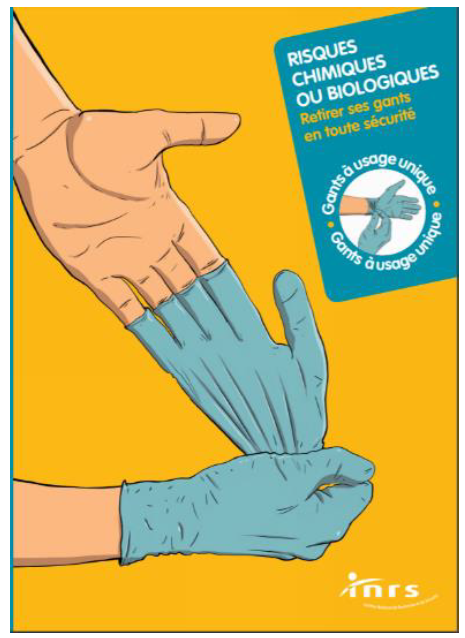 RISQUES
CHIMIQUES
OU BIOLOGIQUES
Retirer ses gants
en toute sécurité
Gants à usage unique
Gants à usage unique
inrs